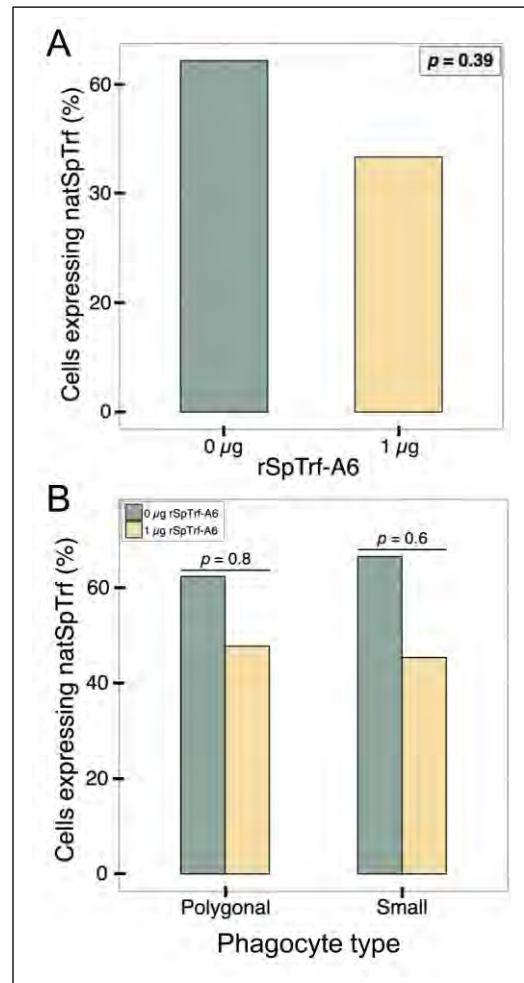 A
p = 0.39
Cells expressing natSpTrf (%)
60
30
20
0
0 µg
1 µg
rSpTrf-A6
B
0 µg rSpTrf-A6
1 µg rSpTrf-A6
p = 0.8
p = 0.6
Cells expressing natSpTrf (%)
60
40
20
0
Polygonal
Small
Phagocyte type